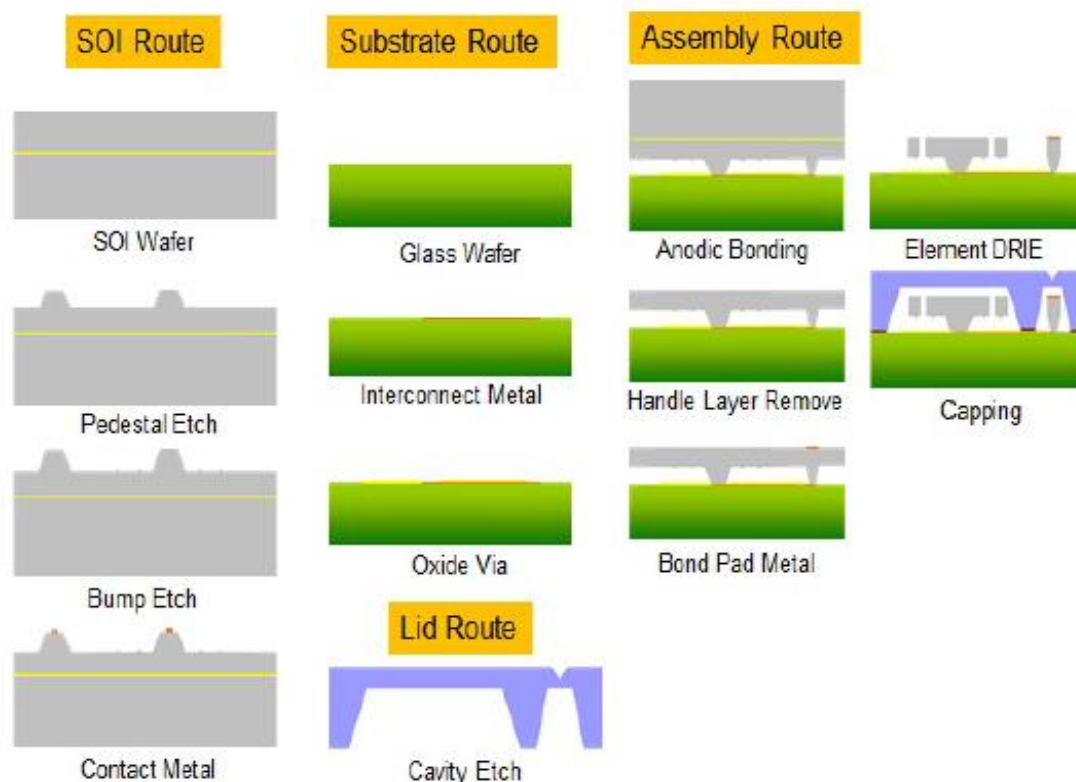 SOI Route
SOI Wafer
Pedestal Etch
Bump Etch
Contact Metal
Substrate Route
Glass Wafer
Interconnect Metal
Oxide Via
Lid Route
Cavity Etch
Assembly Route
Anodic Bonding
Handle Layer Remove
Bond Pad Metal
Element DRIE
Capping